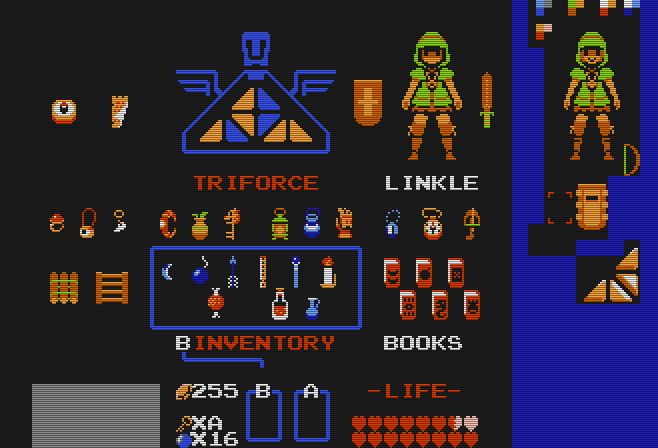 TRIFORCE LINKLE
BINVENTORY BOOKS
255 B A -LIFE-
XA
X16